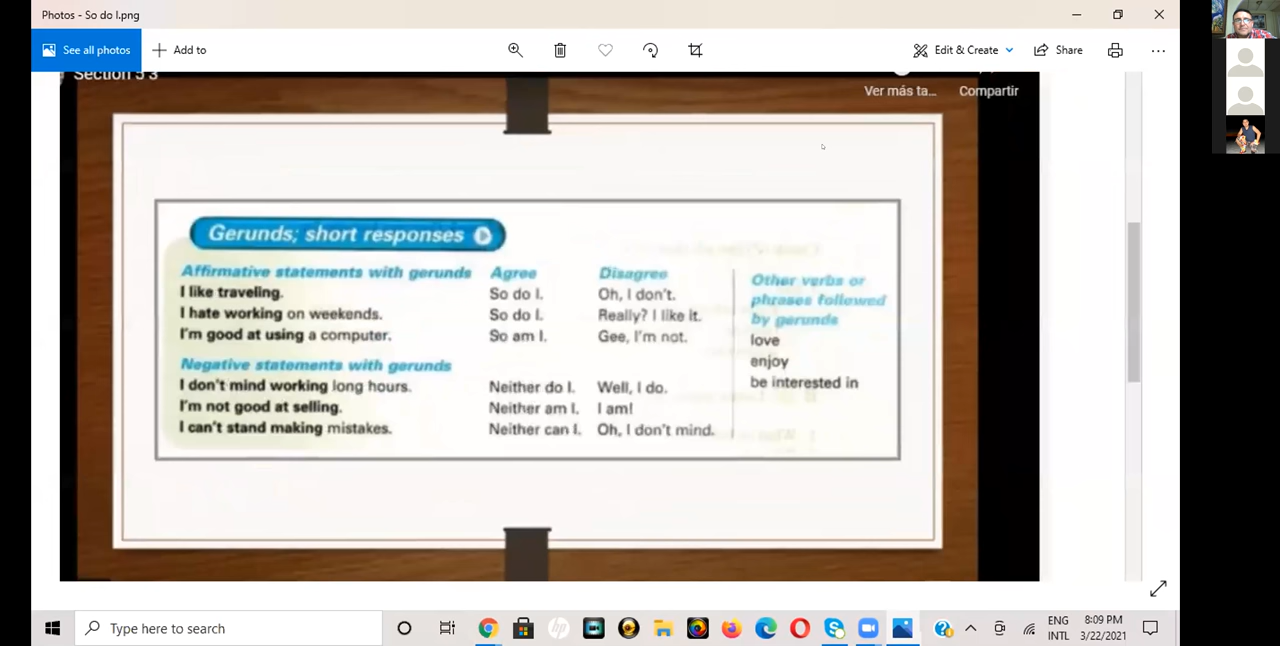 Photos - So do I.png
See all photos
Add to
Edit & Create
Share
Section 5 3
Ver más ta...
Compartir
Gerunds; short responses
Affirmative statements with gerunds Agree Disagree
I like traveling. So do I. Oh, I don't.
I hate working on weekends. So do I. Really? I like it.
I'm good at using a computer. So am I. Gee, I'm not.
Negative statements with gerunds
I don't mind working long hours. Neither do I. Well, I do.
I'm not good at selling. Neither am I. I am!
I can't stand making mistakes. Neither can I. Oh, I don't mind.
Other verbs or
phrases followed
by gerunds
love
enjoy
be interested in
Type here to search
ENG
INTL
8:09 PM
3/22/2021